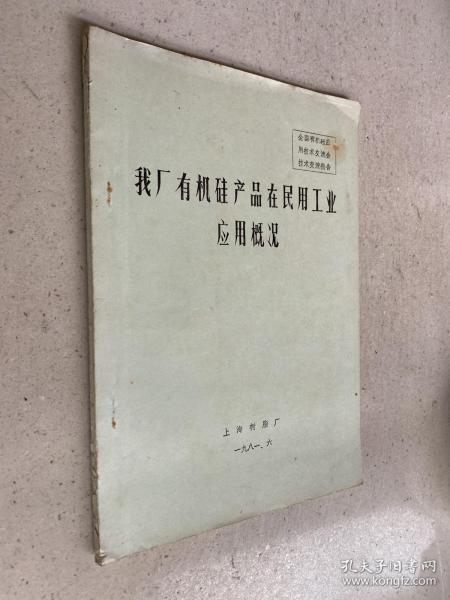 全国有机硅应
用技术交流会
技术交流报告
我厂有机硅产品在民用工业
应用概况
上海树脂厂
一九八一、六
孔夫子旧书网
www.kongfz.com